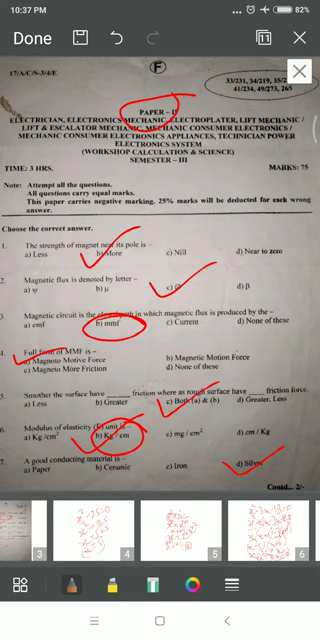 10:37 PM
82%
Done
17/A/C/S-3/4/E
F
33/231, 34/219,
41/234, 49/273, 265
PAPER – II
ELECTRICIAN, ELECTRONICS MECHANIC, ELECTROPLATER, LIFT MECHANIC /
LIFT & ESCALATOR MECHANIC, MECHANIC CONSUMER ELECTRONICS /
MECHANIC CONSUMER ELECTRONICS APPLIANCES, TECHNICIAN POWER
ELECTRONICS SYSTEM
(WORKSHOP CALCULATION & SCIENCE)
SEMESTER – III
TIME: 3 HRS. MARKS: 75
Note: Attempt all the questions.
All questions carry equal marks.
This paper carries negative marking. 25% marks will be deducted for each wrong
answer.
Choose the correct answer.
1. The strength of magnet near its pole is –
a) Less b) More c) Nill d) Near to zero
2. Magnetic flux is denoted by letter –
a) ψ b) μ c) d) β
3. Magnetic circuit is the path in which magnetic flux is produced by the –
a) emf b) mmf c) Current d) None of these
4. Full form of MMF is –
a) Magneto Motive Force b) Magnetic Motion Force
c) Magneto More Friction d) None of these
5. Smother the surface have ____ friction where as rough surface have ____ friction force.
a) Less b) Greater c) Both (a) & (b) d) Greater, Less
6. Modulus of elasticity (E) unit is –
a) Kg/cm² b) Kg / cm c) mg / cm² d) cm / Kg
7. A good conducting material is –
a) Paper b) Ceramic c) Iron d) Silver
Contd... 2/-
3 4 5 6